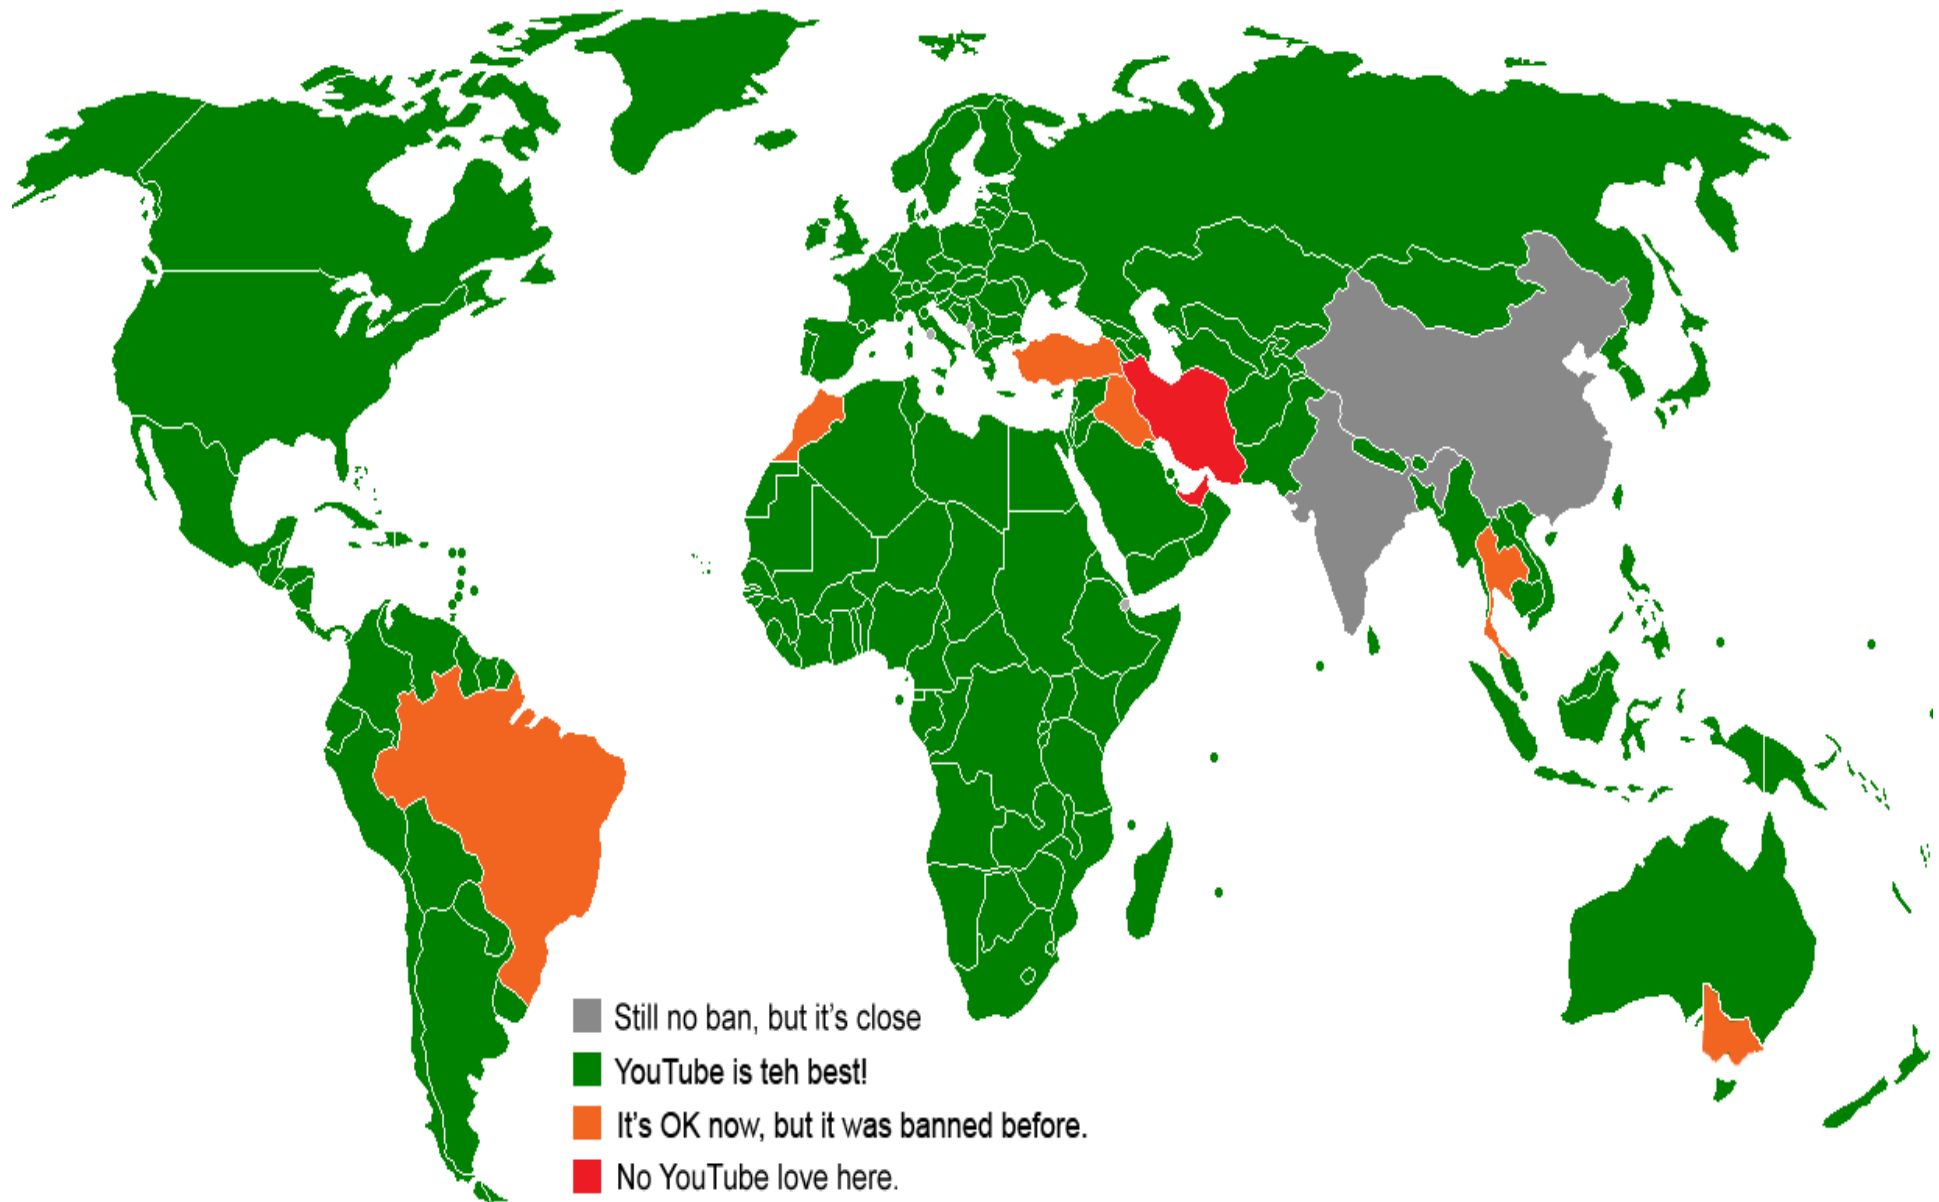 Still no ban, but it's close
YouTube is teh best!
It's OK now, but it was banned before.
No YouTube love here.